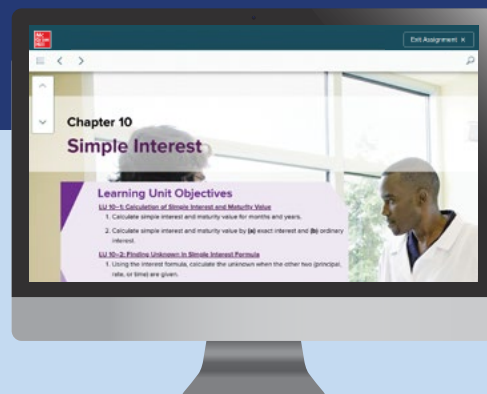 Mc
Graw
Hill
Exit Assignment ×
Chapter 10
Simple Interest
Learning Unit Objectives
LU 10–1: Calculation of Simple Interest and Maturity Value
1. Calculate simple interest and maturity value for months and years.
2. Calculate simple interest and maturity value by (a) exact interest and (b) ordinary
interest.
LU 10–2: Finding Unknown in Simple Interest Formula
1. Using the interest formula, calculate the unknown when the other two (principal,
rate, or time) are given.